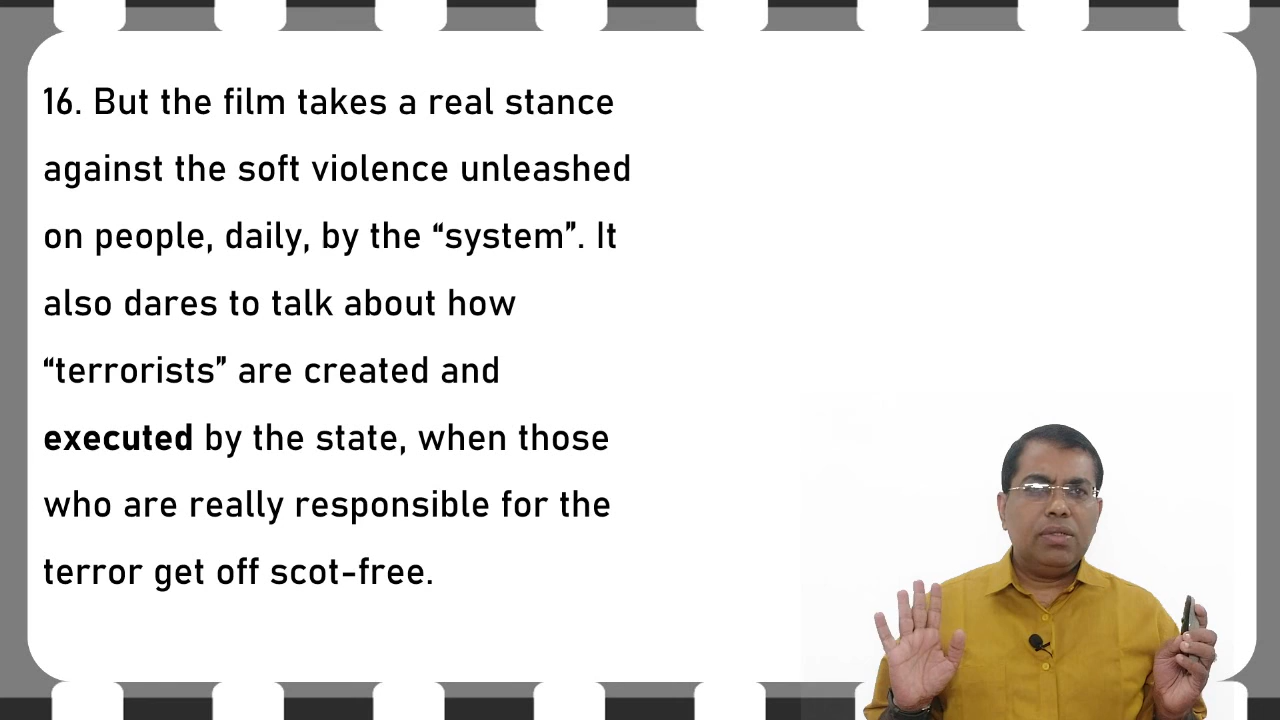 16. But the film takes a real stance
against the soft violence unleashed
on people, daily, by the “system”. It
also dares to talk about how
“terrorists” are created and
executed by the state, when those
who are really responsible for the
terror get off scot-free.